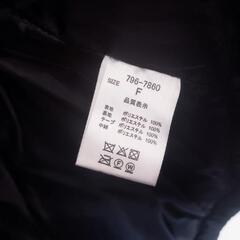 SIZE 796-7860
F
品質表示
表地 ポリエステル 100%
裏地 ポリエステル 100%
テープ ポリエステル 100%
中綿 ポリエステル 100%